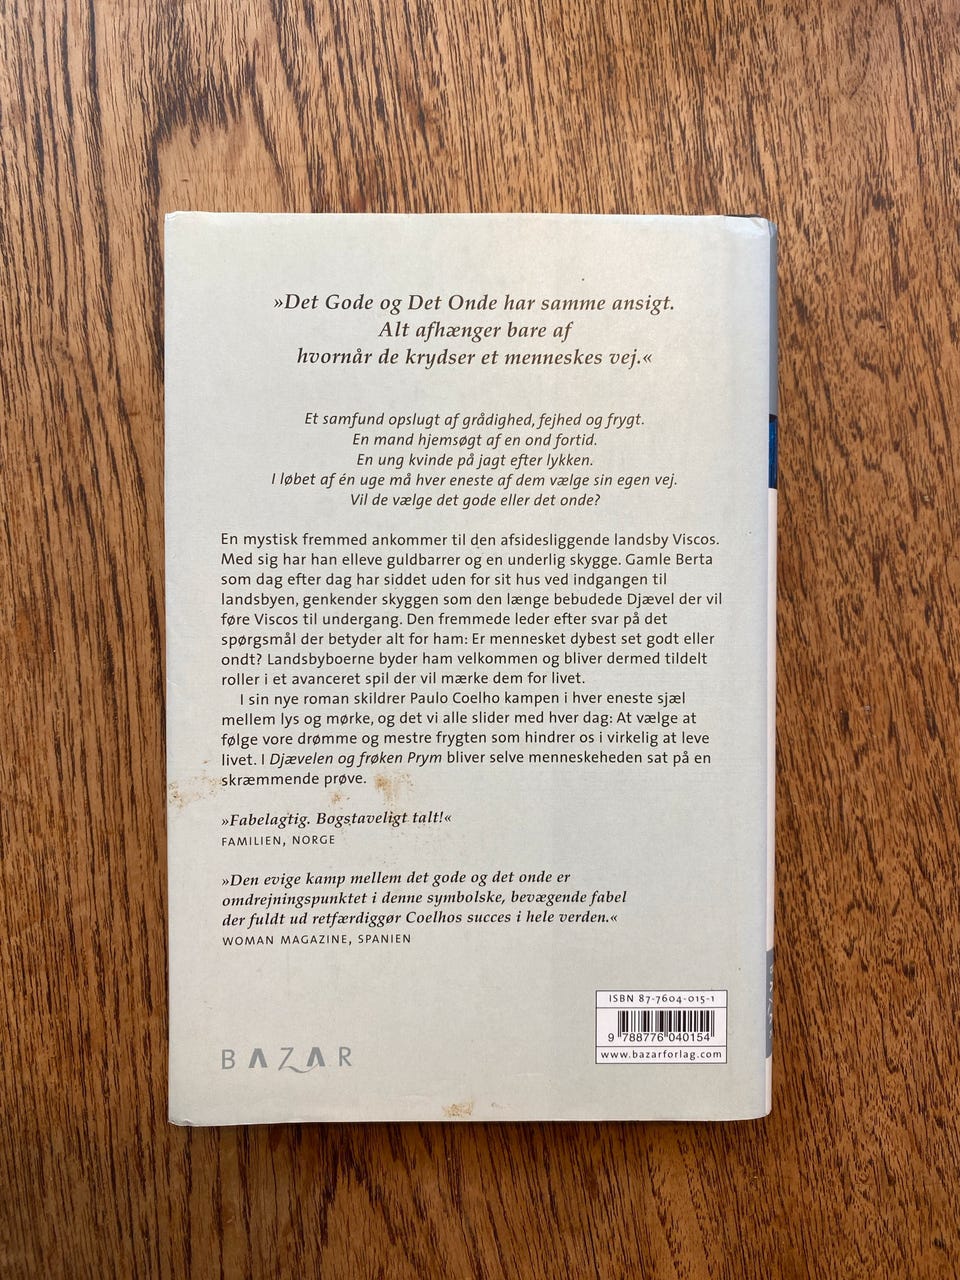 »Det Gode og Det Onde har samme ansigt.
Alt afhænger bare af
hvornår de krydser et menneskes vej.«
Et samfund opslugt af grådighed, fejhed og frygt.
En mand hjemsøgt af en ond fortid.
En ung kvinde på jagt efter lykken.
I løbet af én uge må hver eneste af dem vælge sin egen vej.
Vil de vælge det gode eller det onde?
En mystisk fremmed ankommer til den afsidesliggende landsby Viscos.
Med sig har han elleve guldbarrer og en underlig skygge. Gamle Berta
som dag efter dag har siddet uden for sit hus ved indgangen til
landsbyen, genkender skyggen som den længe bebudede Djævel der vil
føre Viscos til undergang. Den fremmede leder efter svar på det
spørgsmål der betyder alt for ham: Er mennesket dybest set godt eller
ondt? Landsbyboerne byder ham velkommen og bliver dermed tildelt
roller i et avanceret spil der vil mærke dem for livet.
I sin nye roman skildrer Paulo Coelho kampen i hver eneste sjæl
mellem lys og mørke, og det vi alle slider med hver dag: At vælge at
følge vore drømme og mestre frygten som hindrer os i virkelig at leve
livet. I Djævelen og frøken Prym bliver selve menneskeheden sat på en
skræmmende prøve.
»Fabelagtig. Bogstaveligt talt!«
FAMILIEN, NORGE
»Den evige kamp mellem det gode og det onde er
omdrejningspunktet i denne symbolske, bevægende fabel
der fuldt ud retfærdiggør Coelhos succes i hele verden.«
WOMAN MAGAZINE, SPANIEN
ISBN 87-7604-015-1
9 788776 040154
www.bazarforlag.com
BAZAR